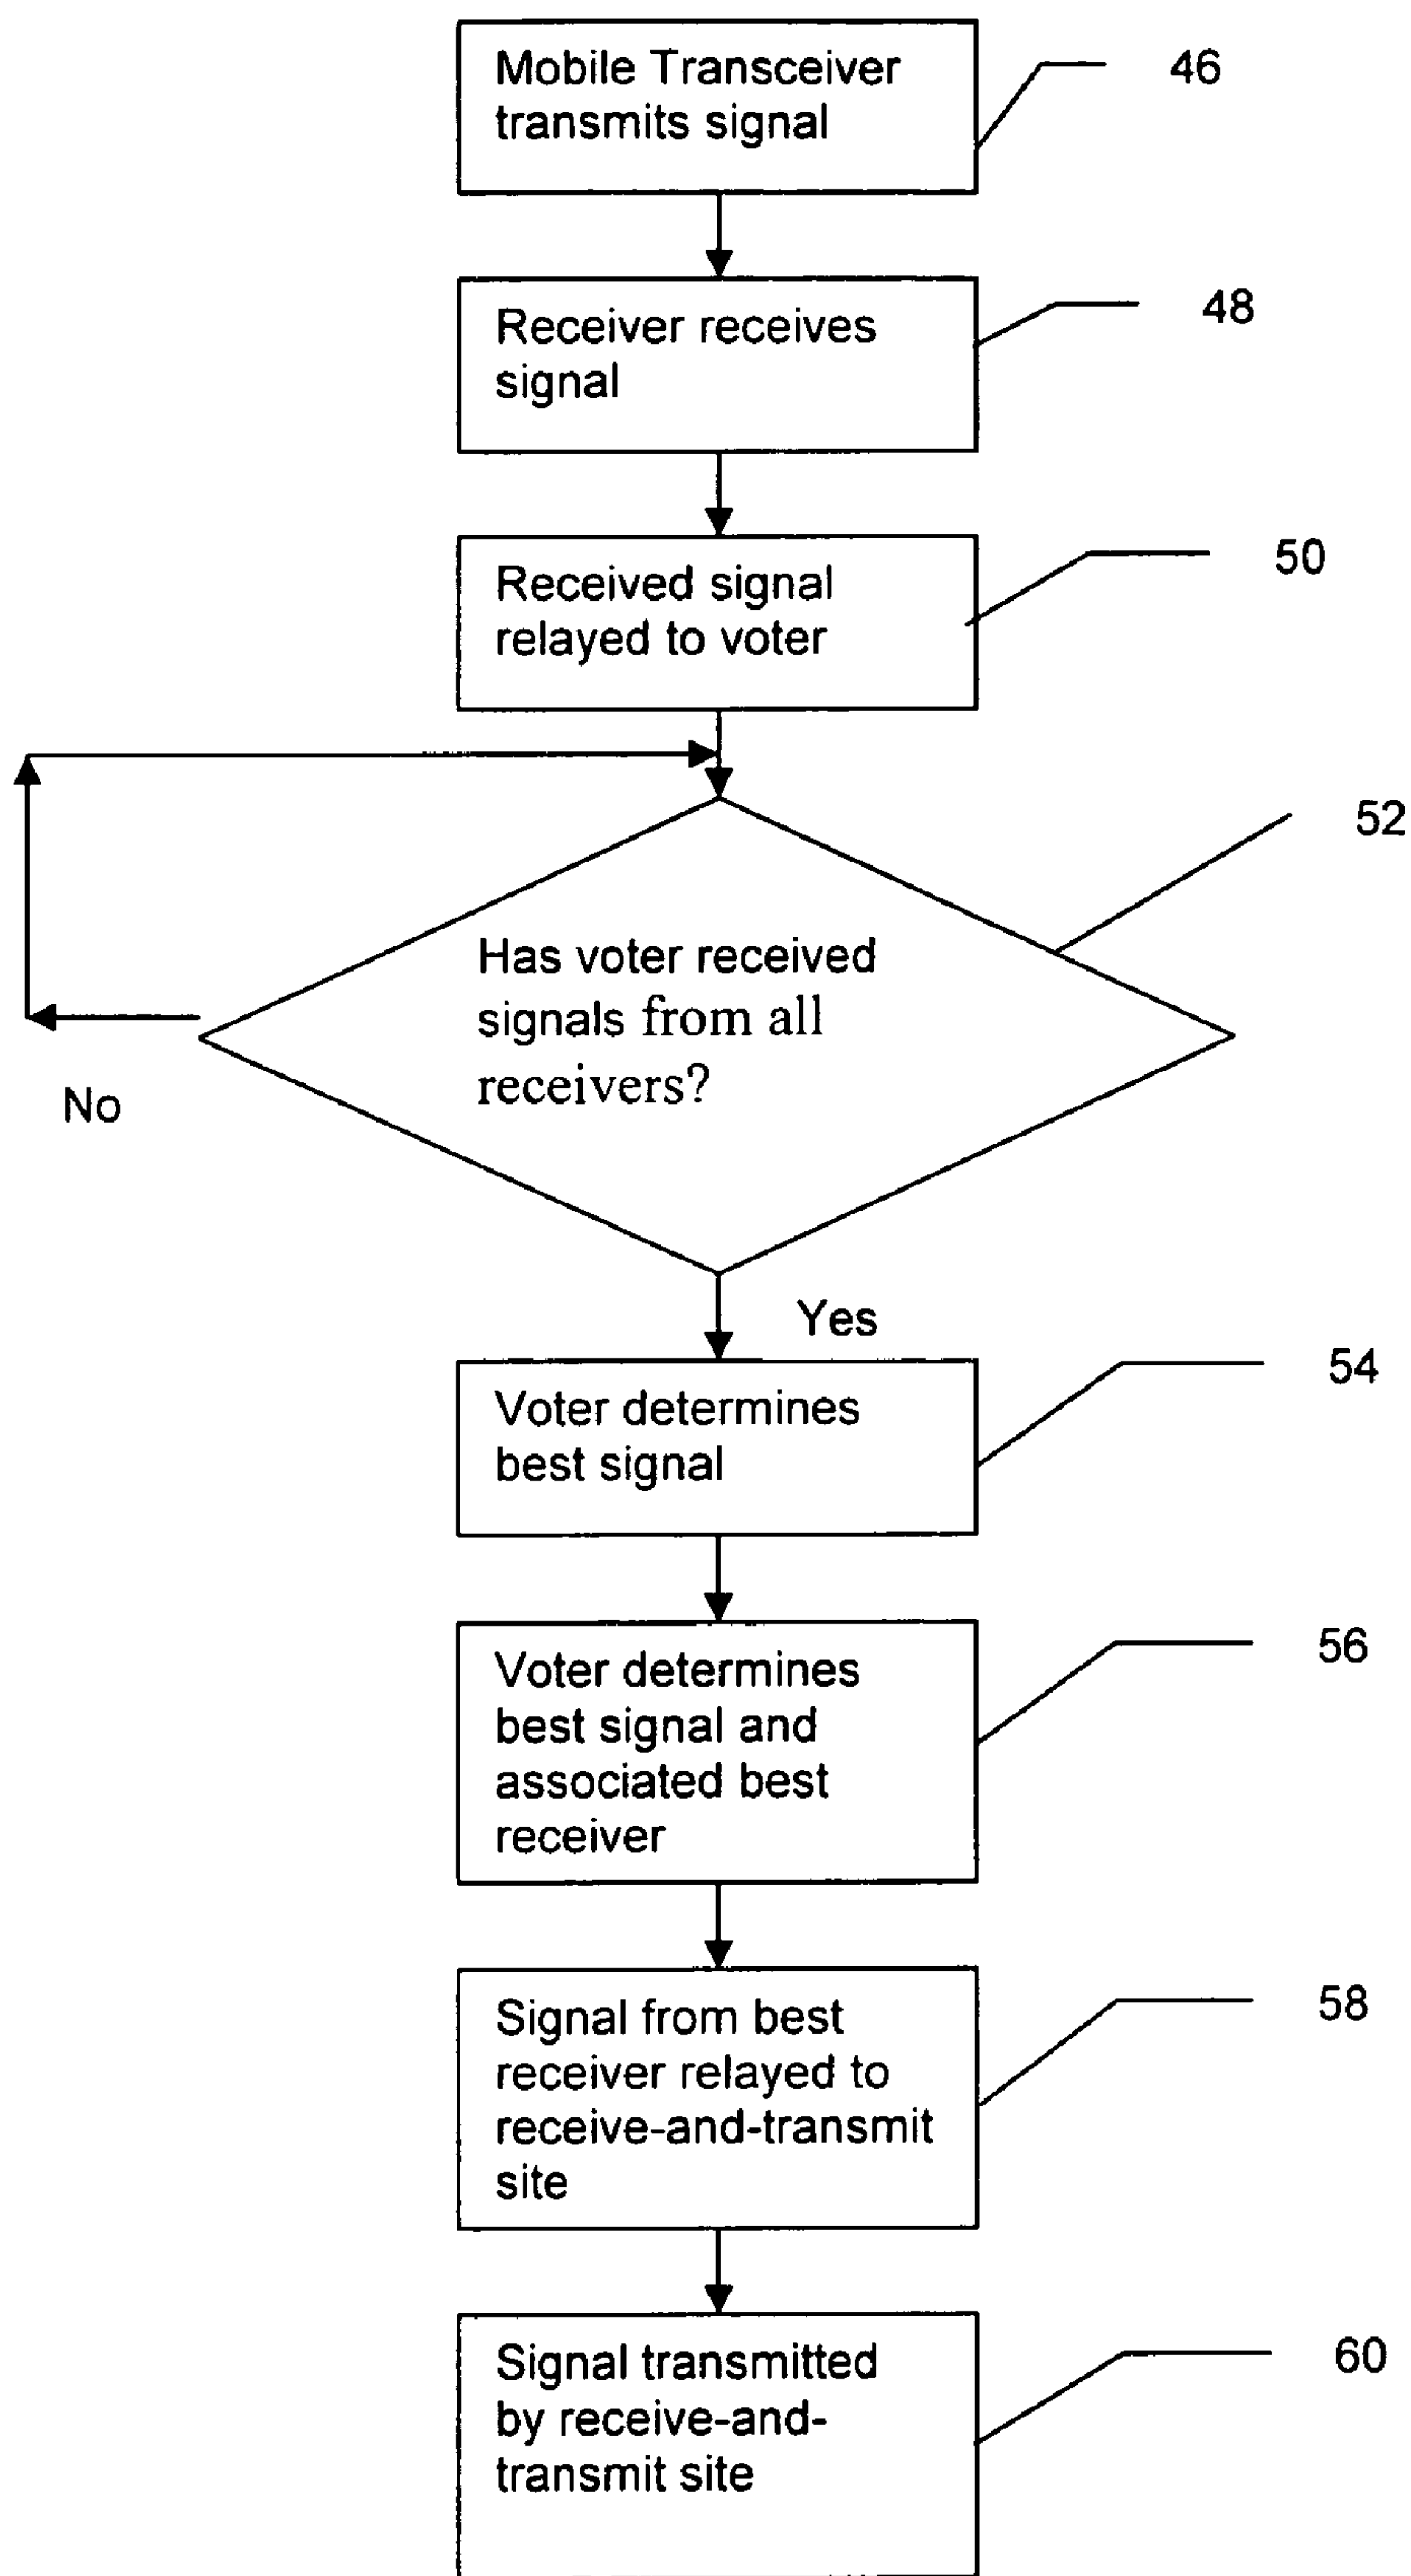 Mobile Transceiver
transmits signal
46
Receiver receives
signal
48
Received signal
relayed to voter
50
52
Has voter received
signals from all
receivers?
No
Yes
Voter determines
best signal
54
Voter determines
best signal and
associated best
receiver
56
Signal from best
receiver relayed to
receive-and-transmit
site
58
Signal transmitted
by receive-and-
transmit site
60